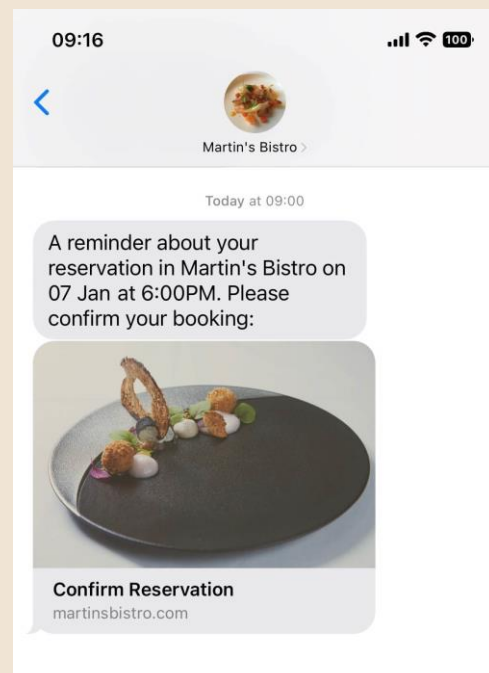 09:16
100
Martin's Bistro
Today at 09:00
A reminder about your
reservation in Martin's Bistro on
07 Jan at 6:00PM. Please
confirm your booking:
Confirm Reservation
martinsbistro.com